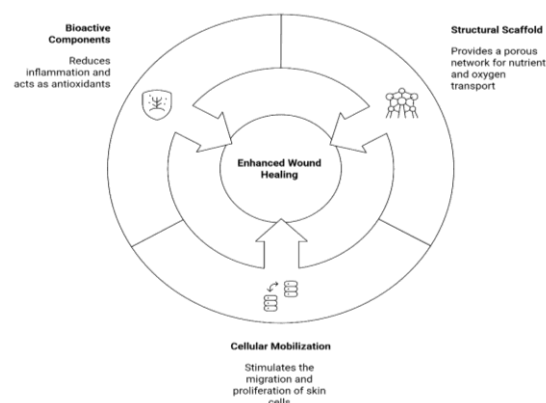 Bioactive
Components
Reduces
inflammation and
acts as antioxidants
Structural Scaffold
Provides a porous
network for nutrient
and oxygen
transport
Enhanced Wound
Healing
Cellular Mobilization
Stimulates the
migration and
proliferation of skin
cells